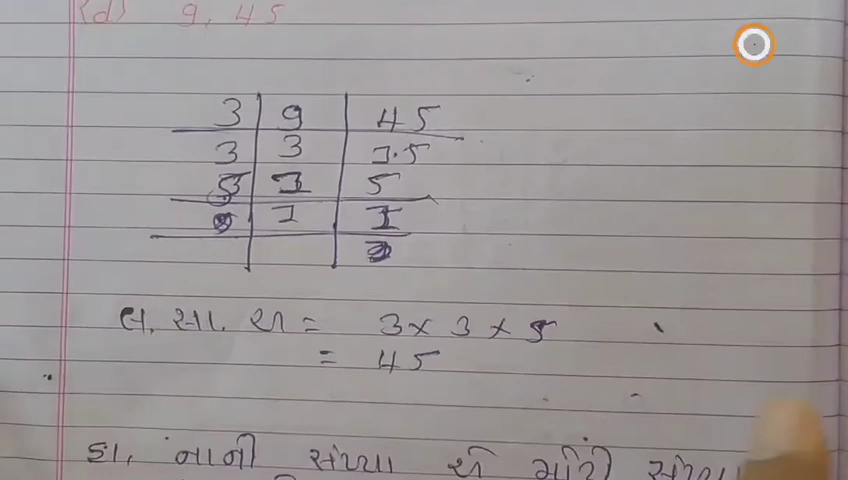 (d) 9, 45
3 9 45
3 3 15
5 1 5
1 1
લ. સા. અ = 3 × 3 × 5
= 45
કા. નાની સંખ્યા એ મોટી સંખ્યા